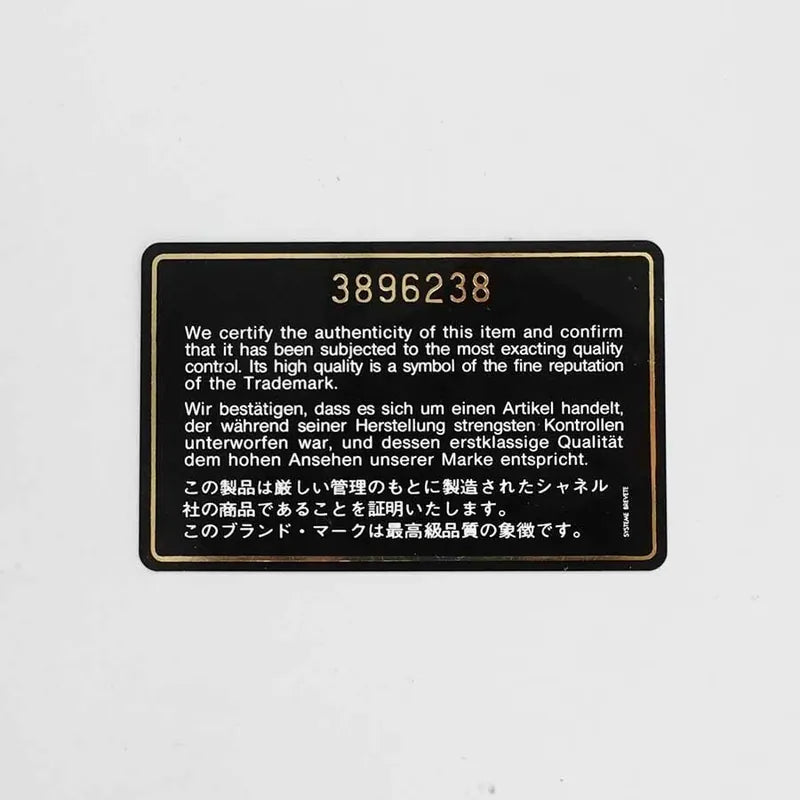 3896238
We certify the authenticity of this item and confirm
that it has been subjected to the most exacting quality
control. Its high quality is a symbol of the fine reputation
of the Trademark.
Wir bestätigen, dass es sich um einen Artikel handelt,
der während seiner Herstellung strengsten Kontrollen
unterworfen war, und dessen erstklassige Qualität
dem hohen Ansehen unserer Marke entspricht.
この製品は厳しい管理のもとに製造されたシャネル
社の商品であることを証明いたします。
このブランド・マークは最高級品質の象徴です。
SYSTEME BREVETE